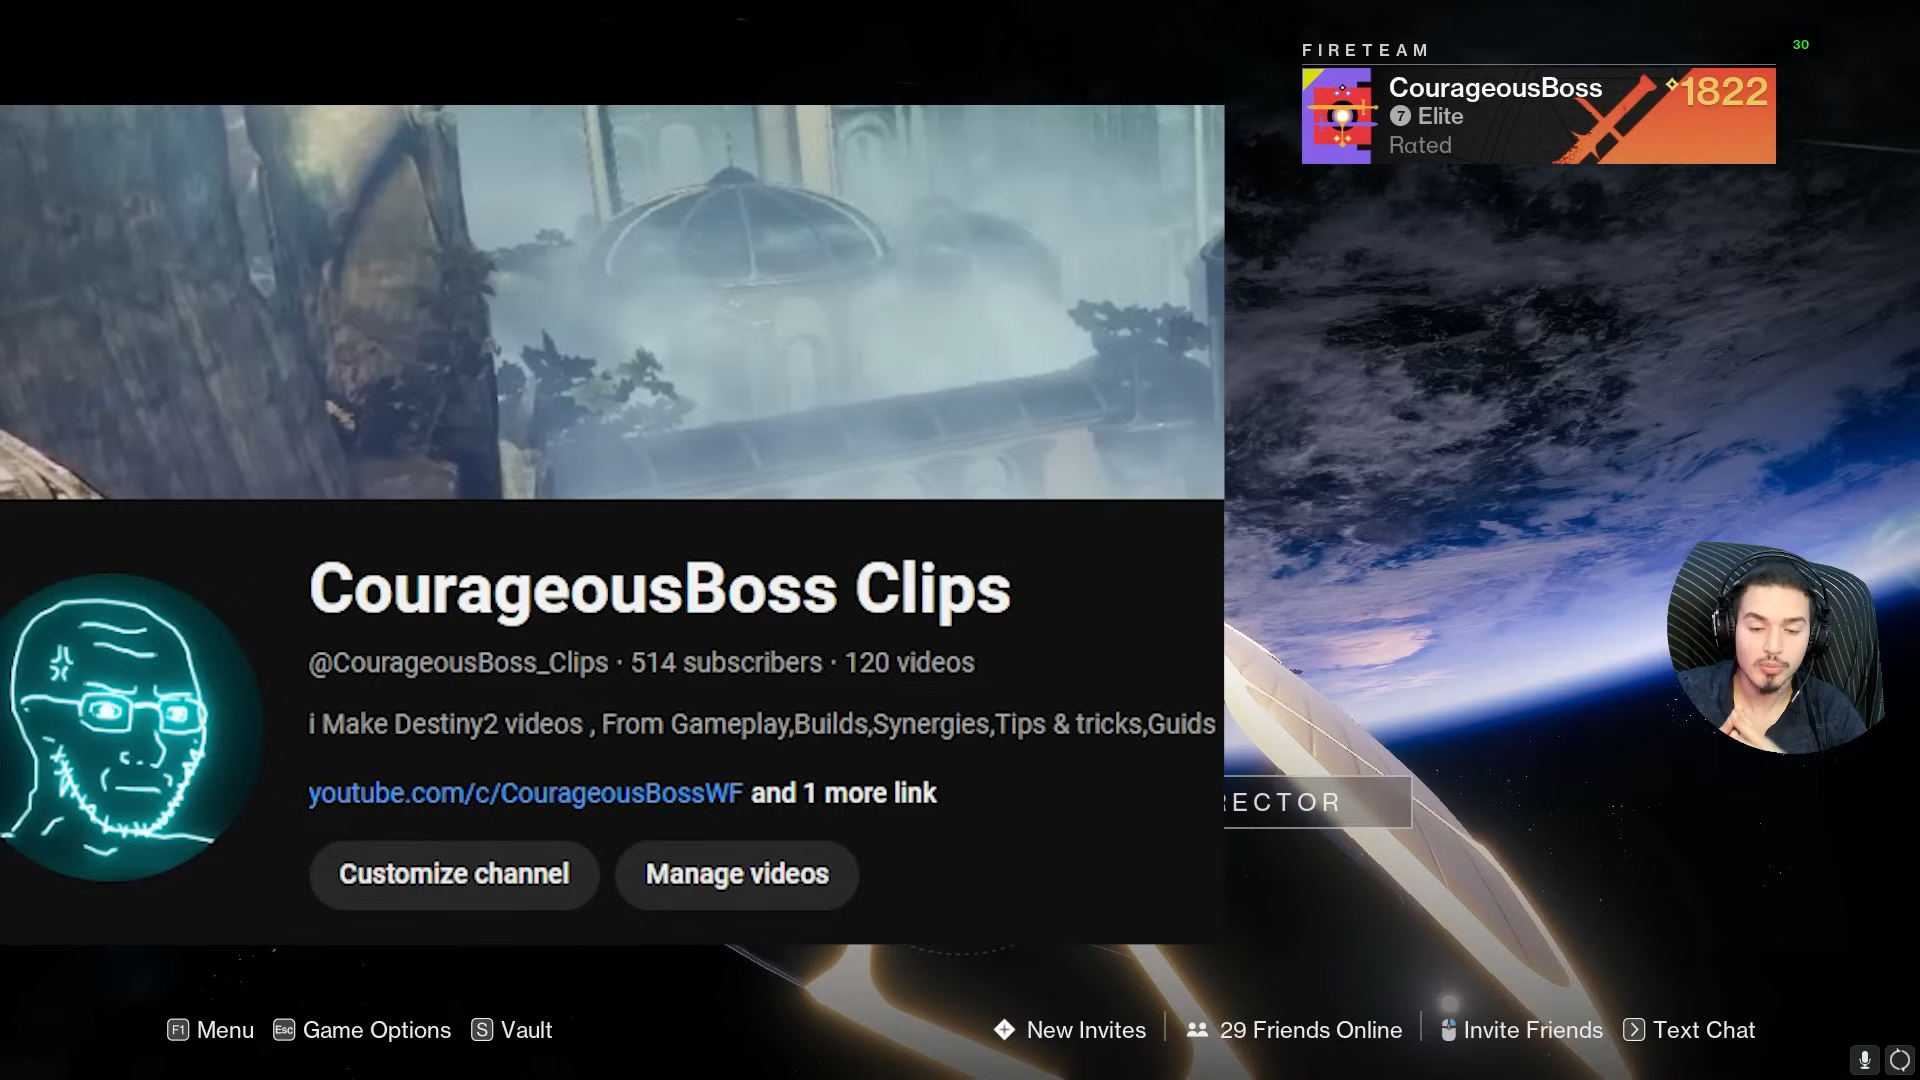 FIRETEAM
30
CourageousBoss
1822
7 Elite
Rated
CourageousBoss Clips
@CourageousBoss_Clips · 514 subscribers · 120 videos
i Make Destiny2 videos , From Gameplay,Builds,Synergies,Tips & tricks,Guids
youtube.com/c/CourageousBossWF and 1 more link
RECTOR
Customize channel
Manage videos
F1 Menu
Esc Game Options
S Vault
New Invites
29 Friends Online
Invite Friends
Text Chat